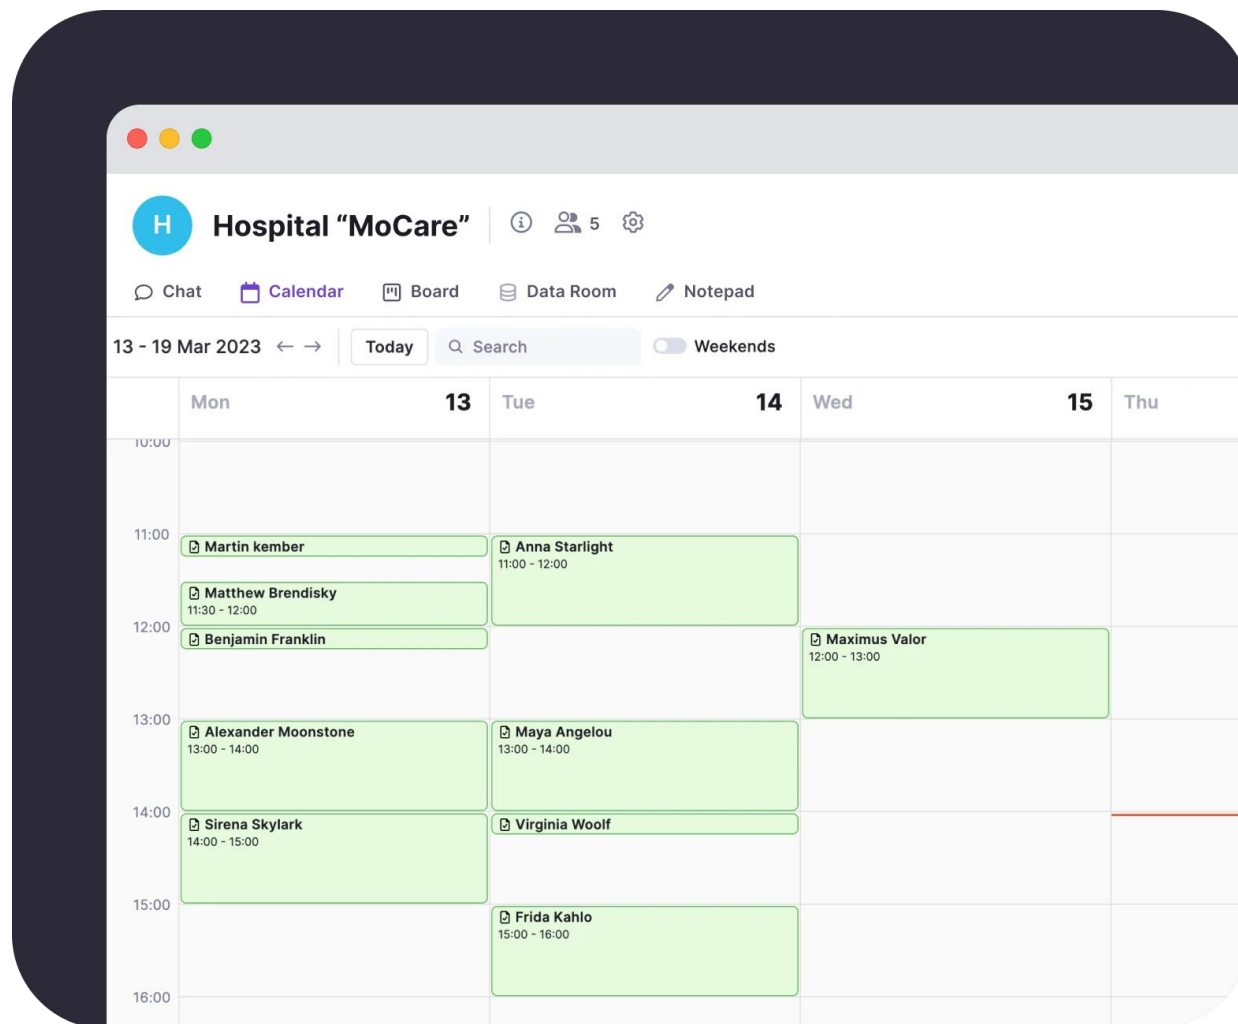 H
Hospital “MoCare”
5
Chat Calendar Board Data Room Notepad
13 - 19 Mar 2023 ← → Today Search Weekends
Mon 13 Tue 14 Wed 15 Thu
10:00
11:00
Martin kember
Anna Starlight
11:00 - 12:00
Matthew Brendisky
11:30 - 12:00
12:00
Benjamin Franklin
Maximus Valor
12:00 - 13:00
13:00
Alexander Moonstone
13:00 - 14:00
Maya Angelou
13:00 - 14:00
14:00
Sirena Skylark
14:00 - 15:00
Virginia Woolf
15:00
Frida Kahlo
15:00 - 16:00
16:00